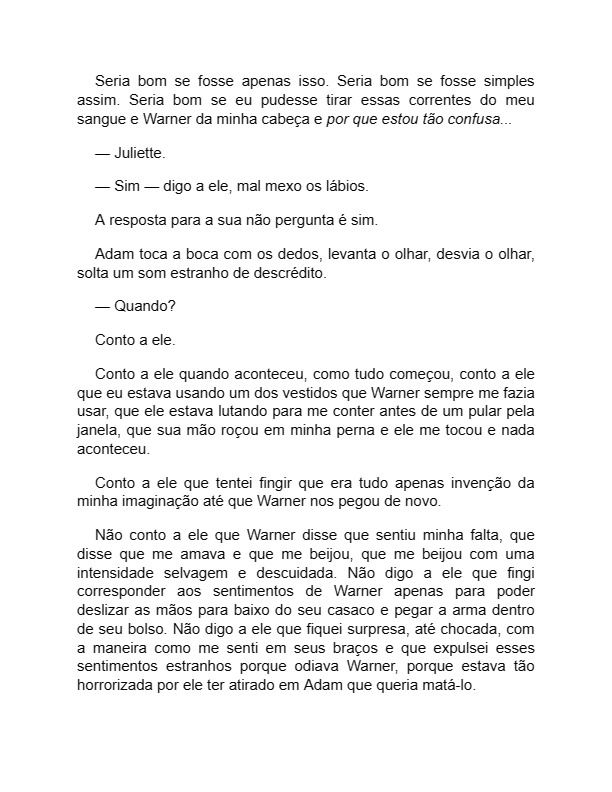 Seria bom se fosse apenas isso. Seria bom se fosse simples
assim. Seria bom se eu pudesse tirar essas correntes do meu
sangue e Warner da minha cabeça e por que estou tão confusa...
— Juliette.
— Sim — digo a ele, mal mexo os lábios.
A resposta para a sua não pergunta é sim.
Adam toca a boca com os dedos, levanta o olhar, desvia o olhar,
solta um som estranho de descrédito.
— Quando?
Conto a ele.
Conto a ele quando aconteceu, como tudo começou, conto a ele
que eu estava usando um dos vestidos que Warner sempre me fazia
usar, que ele estava lutando para me conter antes de um pular pela
janela, que sua mão roçou em minha perna e ele me tocou e nada
aconteceu.
Conto a ele que tentei fingir que era tudo apenas invenção da
minha imaginação até que Warner nos pegou de novo.
Não conto a ele que Warner disse que sentiu minha falta, que
disse que me amava e que me beijou, que me beijou com uma
intensidade selvagem e descuidada. Não digo a ele que fingi
corresponder aos sentimentos de Warner apenas para poder
deslizar as mãos para baixo do seu casaco e pegar a arma dentro
de seu bolso. Não digo a ele que fiquei surpresa, até chocada, com
a maneira como me senti em seus braços e que expulsei esses
sentimentos estranhos porque odiava Warner, porque estava tão
horrorizada por ele ter atirado em Adam que queria matá-lo.